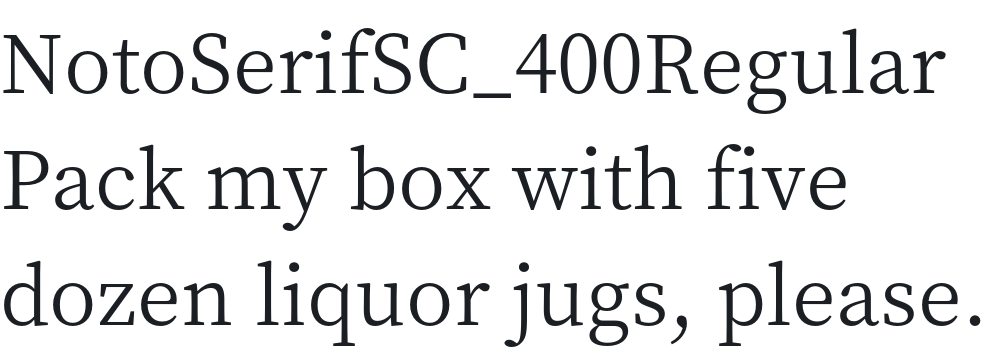 NotoSerifSC_400Regular
Pack my box with five
dozen liquor jugs, please.